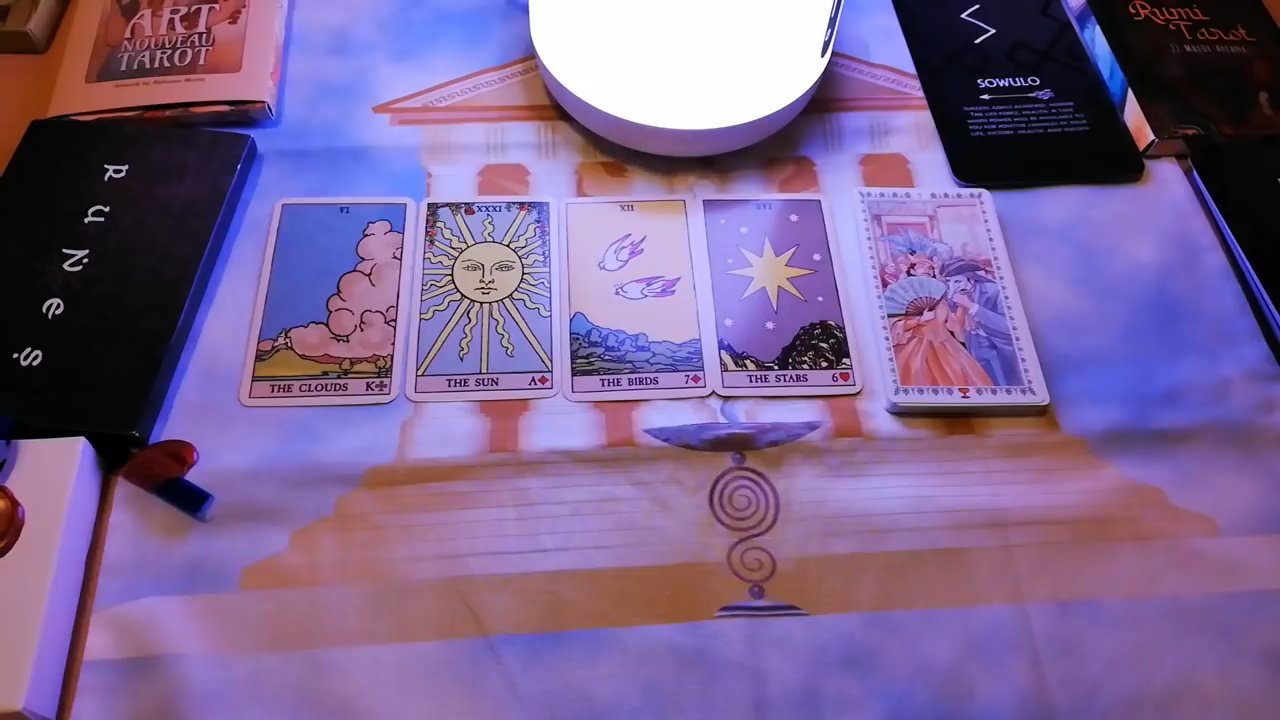 ART
NOUVEAU
TAROT
RUNES
SOWULO
Rumi
Tarot
VI
THE CLOUDS K♣
XXXI
THE SUN A♦
XII
THE BIRDS 7♦
XVI
THE STARS 6♥